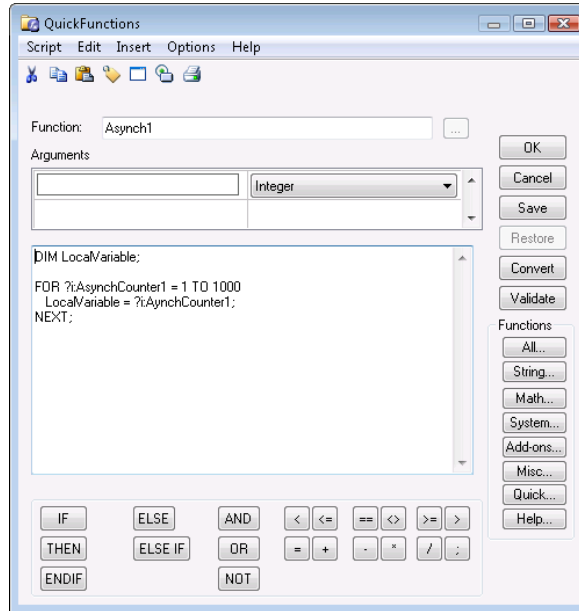 QuickFunctions
Script Edit Insert Options Help
Function: Asynch1 ...
Arguments
Integer
OK
Cancel
Save
Restore
Convert
Validate
DIM LocalVariable;
FOR ?i:AsynchCounter1 = 1 TO 1000
LocalVariable = ?i:AynchCounter1;
NEXT;
Functions
All...
String...
Math...
System...
Add-ons...
Misc...
Quick...
Help...
IF ELSE AND < <= == <> >= >
THEN ELSE IF OR = + - * / ;
ENDIF NOT